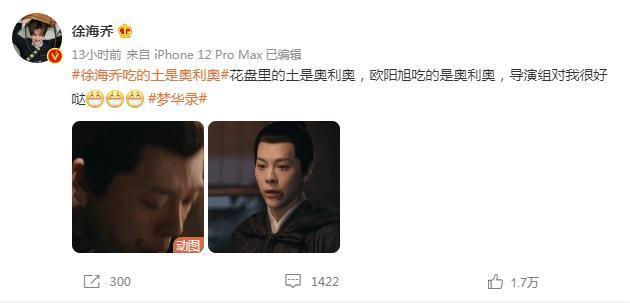 徐海乔
13小时前 来自 iPhone 12 Pro Max 已编辑
#徐海乔吃的土是奥利奥#花盘里的土是奥利奥，欧阳旭吃的是奥利奥，导演组对我很好
哒😁😁😁 #梦华录#
动图
300 1422 1.7万